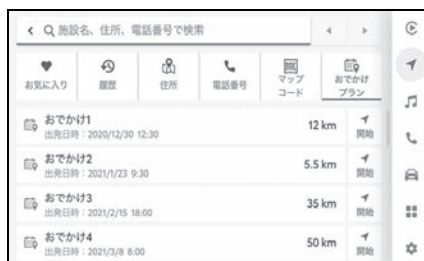 施設名、住所、電話番号で検索
お気に入り
履歴
住所
電話番号
マップ
コード
おでかけ
プラン
おでかけ1
12 km
出発日時：2020/12/30 12:30
開始
おでかけ2
5.5 km
出発日時：2021/1/23 9:30
開始
おでかけ3
35 km
出発日時：2021/2/15 18:00
開始
おでかけ4
50 km
出発日時：2021/3/8 8:00
開始